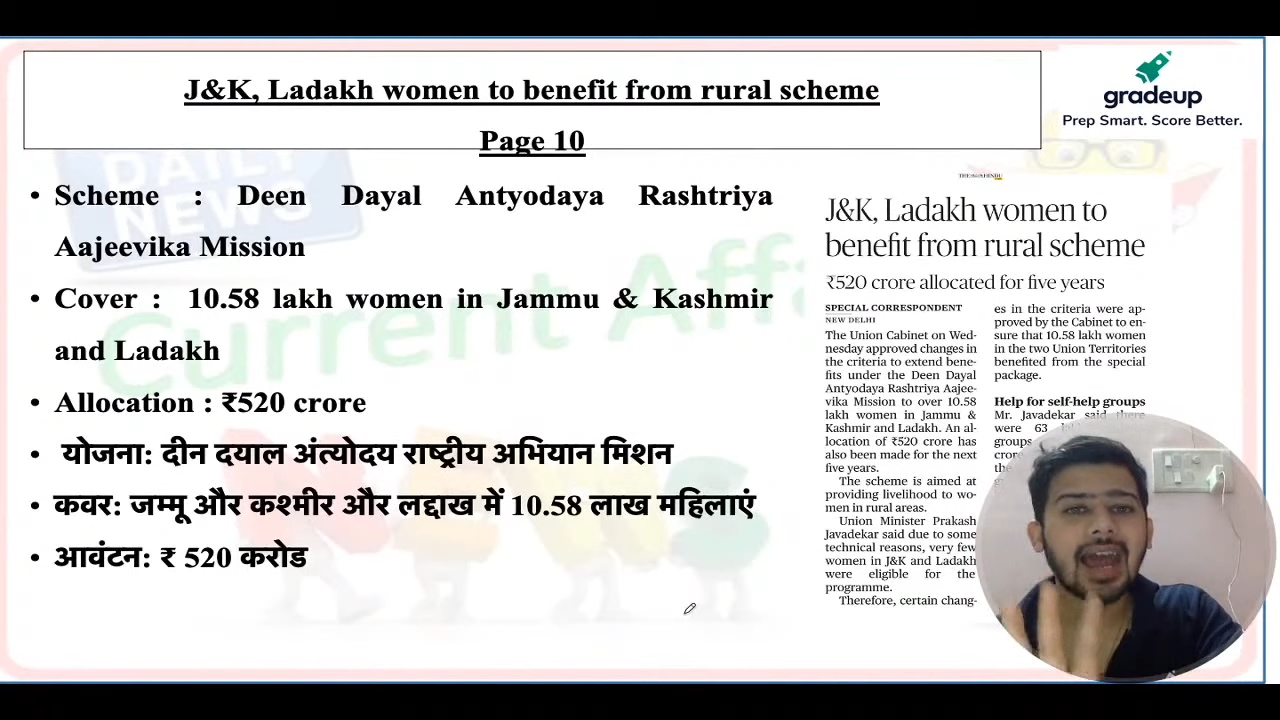 J&K, Ladakh women to benefit from rural scheme
Page 10
gradeup
Prep Smart. Score Better.
DAILY
NEWS
Current Affa
NEWS
• Scheme : Deen Dayal Antyodaya Rashtriya
Aajeevika Mission
• Cover : 10.58 lakh women in Jammu & Kashmir
and Ladakh
• Allocation : ₹520 crore
• योजना: दीन दयाल अंत्योदय राष्ट्रीय अभियान मिशन
• कवर: जम्मू और कश्मीर और लद्दाख में 10.58 लाख महिलाएं
• आवंटन: ₹ 520 करोड
THE HINDU
J&K, Ladakh women to
benefit from rural scheme
₹520 crore allocated for five years
SPECIAL CORRESPONDENT
NEW DELHI
The Union Cabinet on Wed-
nesday approved changes in
the criteria to extend bene-
fits under the Deen Dayal
Antyodaya Rashtriya Aajee-
vika Mission to over 10.58
lakh women in Jammu &
Kashmir and Ladakh. An al-
location of ₹520 crore has
also been made for the next
five years.
The scheme is aimed at
providing livelihood to wo-
men in rural areas.
Union Minister Prakash
Javadekar said due to some
technical reasons, very few
women in J&K and Ladakh
were eligible for the
programme.
Therefore, certain chang-
es in the criteria were ap-
proved by the Cabinet to en-
sure that 10.58 lakh women
in the two Union Territories
benefited from the special
package.
Help for self-help groups
Mr. Javadekar said there
were 63
groups
cror
the